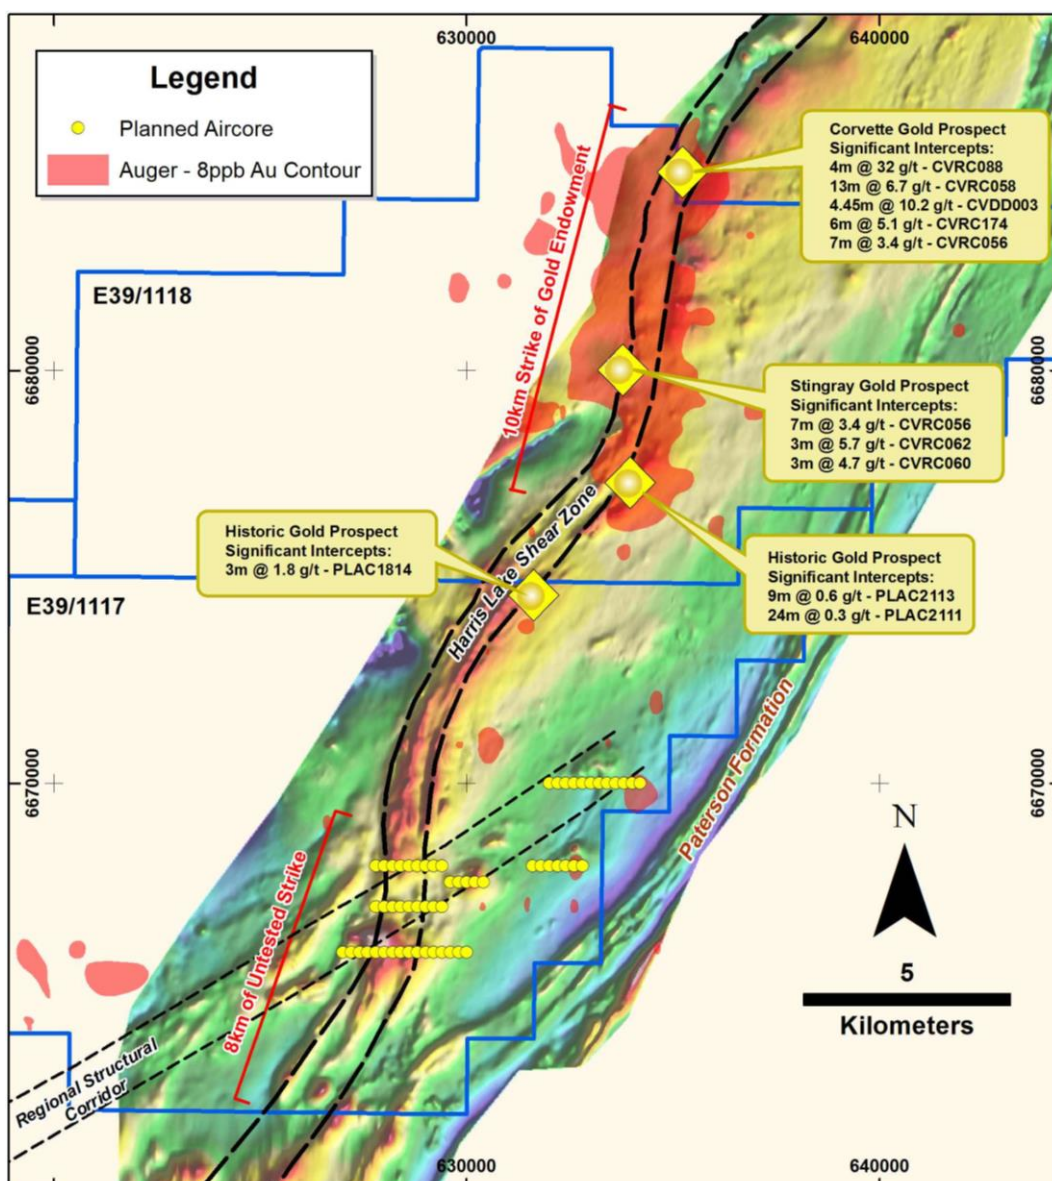 630000
640000
Legend
Planned Aircore
Auger - 8ppb Au Contour
Corvette Gold Prospect
Significant Intercepts:
4m @ 32 g/t - CVRC088
13m @ 6.7 g/t - CVRC058
4.45m @ 10.2 g/t - CVDD003
6m @ 5.1 g/t - CVRC174
7m @ 3.4 g/t - CVRC056
E39/1118
10km Strike of Gold Endowment
6680000
6680000
Stingray Gold Prospect
Significant Intercepts:
7m @ 3.4 g/t - CVRC056
3m @ 5.7 g/t - CVRC062
3m @ 4.7 g/t - CVRC060
Historic Gold Prospect
Significant Intercepts:
3m @ 1.8 g/t - PLAC1814
Harris Lake Shear Zone
Historic Gold Prospect
Significant Intercepts:
9m @ 0.6 g/t - PLAC2113
24m @ 0.3 g/t - PLAC2111
E39/1117
Paterson Formation
6670000
6670000
N
8km of Untested Strike
5
Kilometers
Regional Structural
Corridor
630000
640000